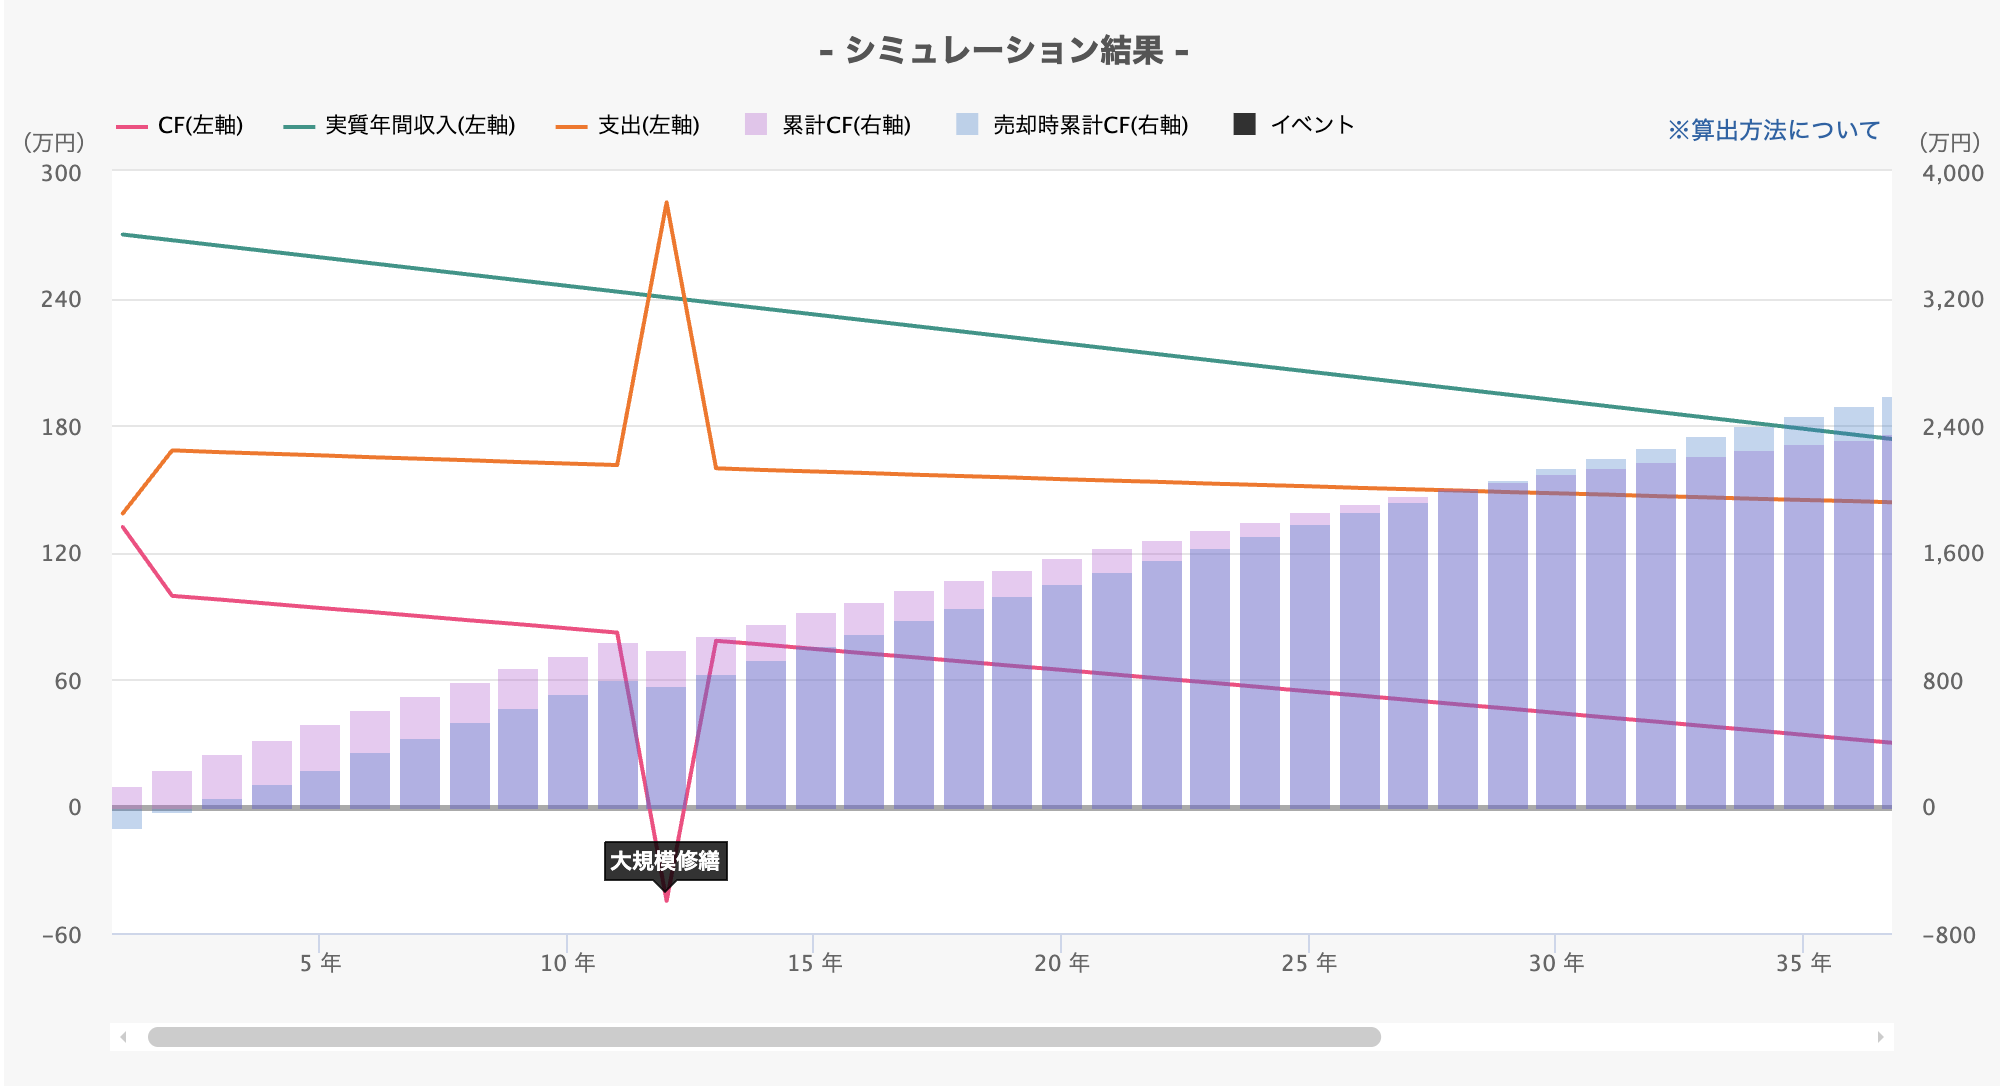 - シミュレーション結果 -
CF(左軸) 実質年間収入(左軸) 支出(左軸) 累計CF(右軸) 売却時累計CF(右軸) イベント
※算出方法について
(万円) (万円)
300 4,000
240 3,200
180 2,400
120 1,600
60 800
0 0
大規模修繕
-60 -800
5 年 10 年 15 年 20 年 25 年 30 年 35 年